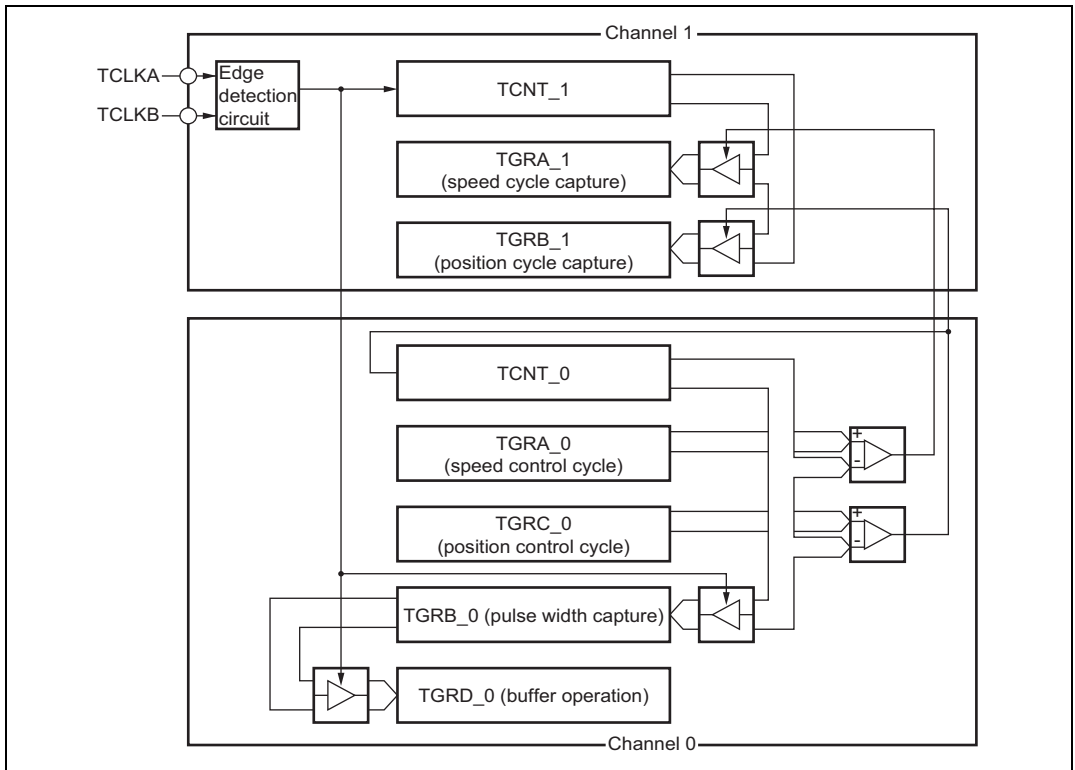 Channel 1
TCLKA
TCLKB
Edge
detection
circuit
TCNT_1
TGRA_1
(speed cycle capture)
TGRB_1
(position cycle capture)
TCNT_0
TGRA_0
(speed control cycle)
+
-
TGRC_0
(position control cycle)
+
-
TGRB_0 (pulse width capture)
TGRD_0 (buffer operation)
Channel 0